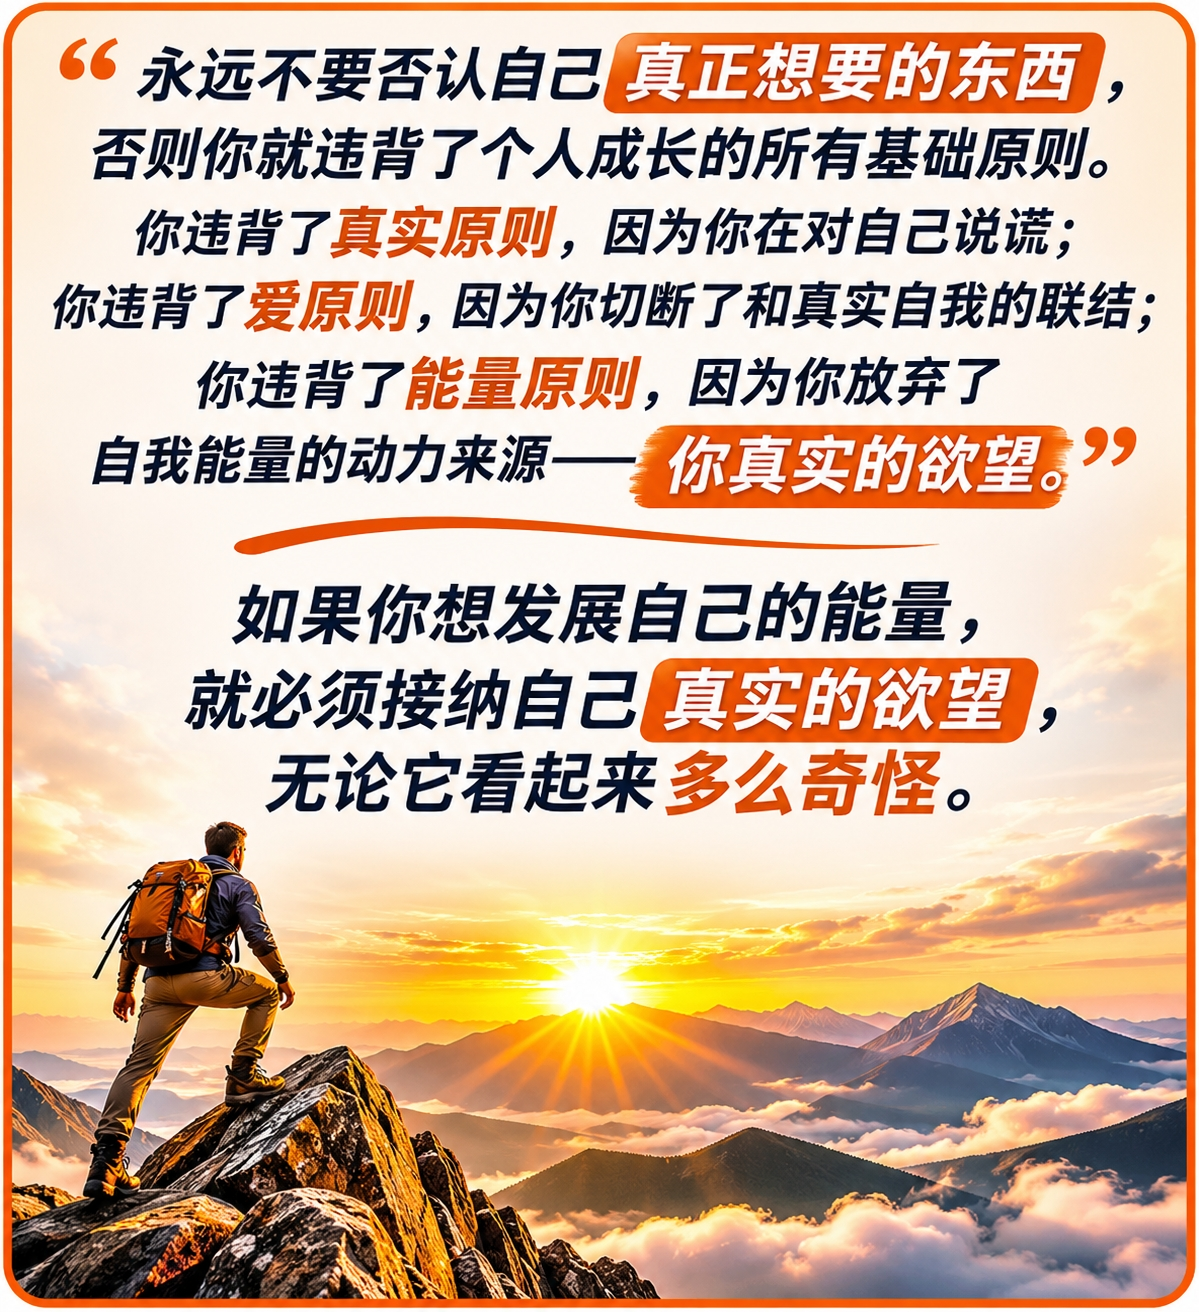 “永远不要否认自己真正想要的东西，
否则你就违背了个人成长的所有基础原则。
你违背了真实原则，因为你在对自己说谎；
你违背了爱原则，因为你切断了和真实自我的联结；
你违背了能量原则，因为你放弃了
自我能量的动力来源——你真实的欲望。”
如果你想发展自己的能量，
就必须接纳自己真实的欲望，
无论它看起来多么奇怪。